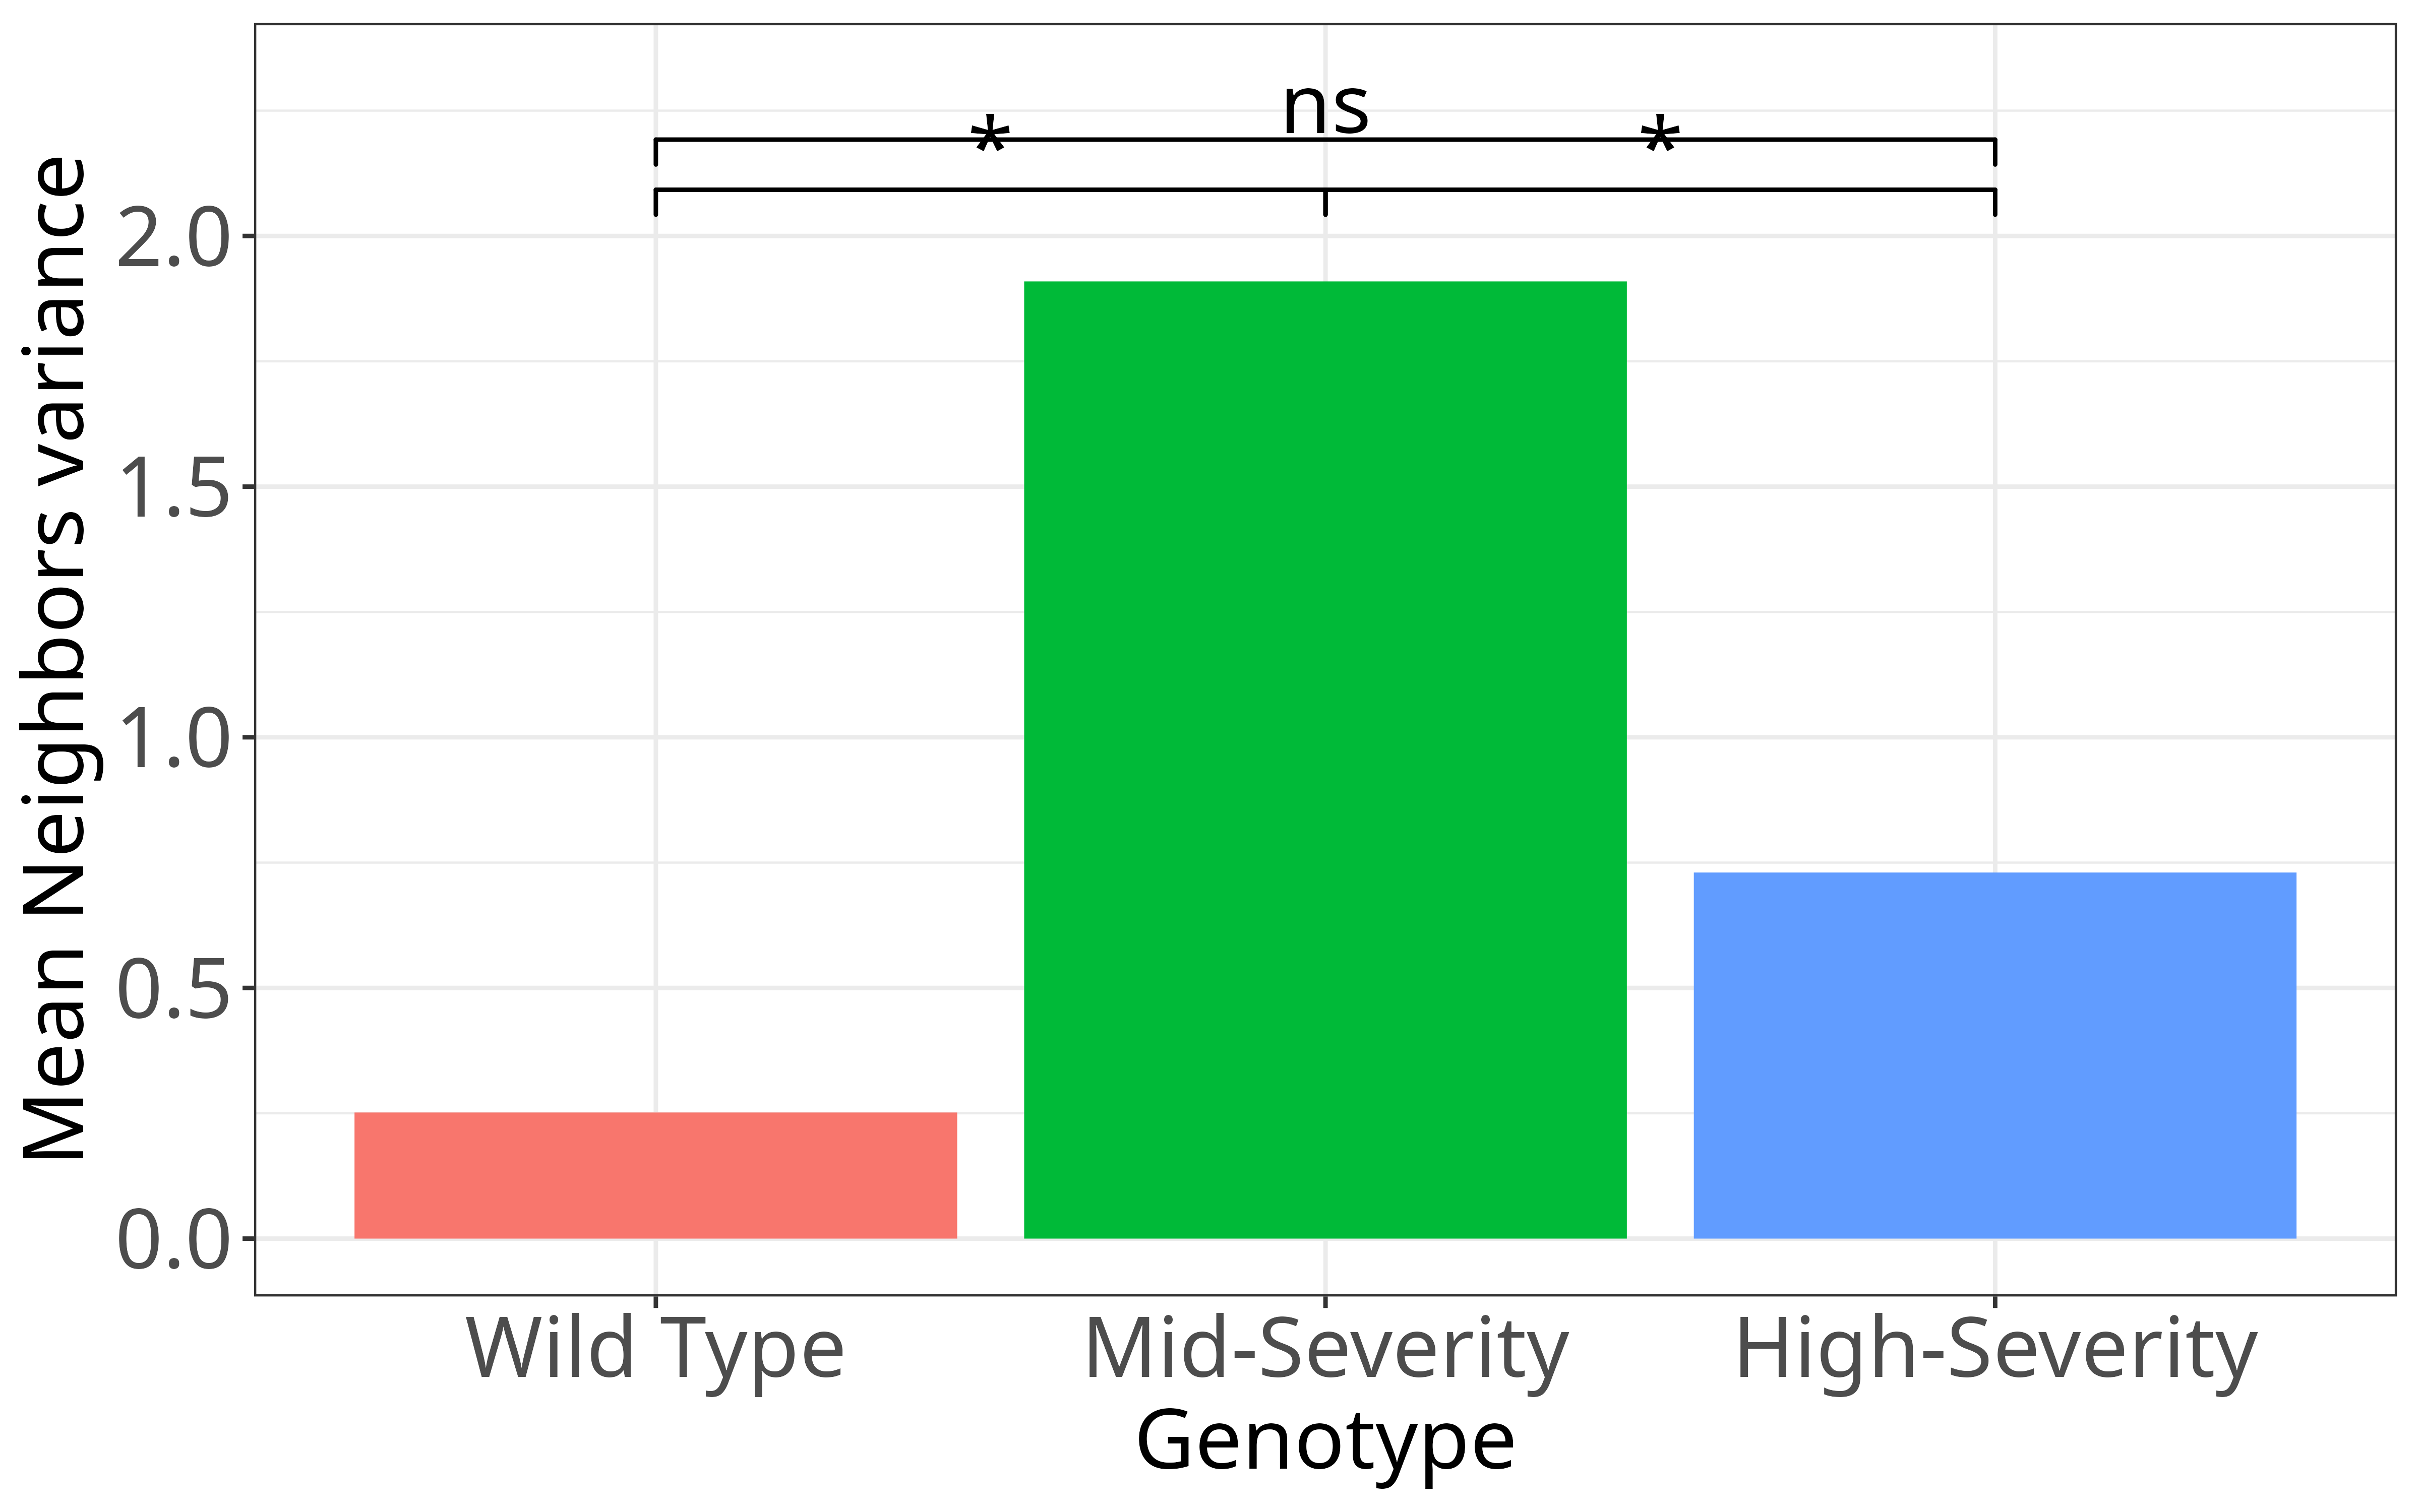 Mean Neighbors variance
ns
* *
2.0
1.5
1.0
0.5
0.0
Wild Type Mid-Severity High-Severity
Genotype